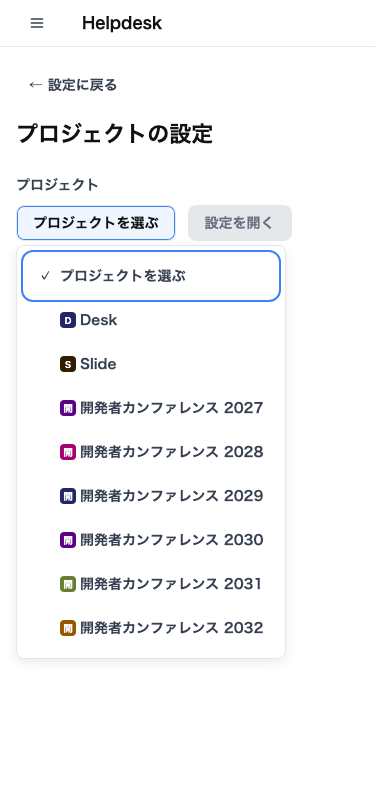 Helpdesk
← 設定に戻る
プロジェクトの設定
プロジェクト
プロジェクトを選ぶ 設定を開く
✓ プロジェクトを選ぶ
D Desk
S Slide
開 開発者カンファレンス 2027
開 開発者カンファレンス 2028
開 開発者カンファレンス 2029
開 開発者カンファレンス 2030
開 開発者カンファレンス 2031
開 開発者カンファレンス 2032